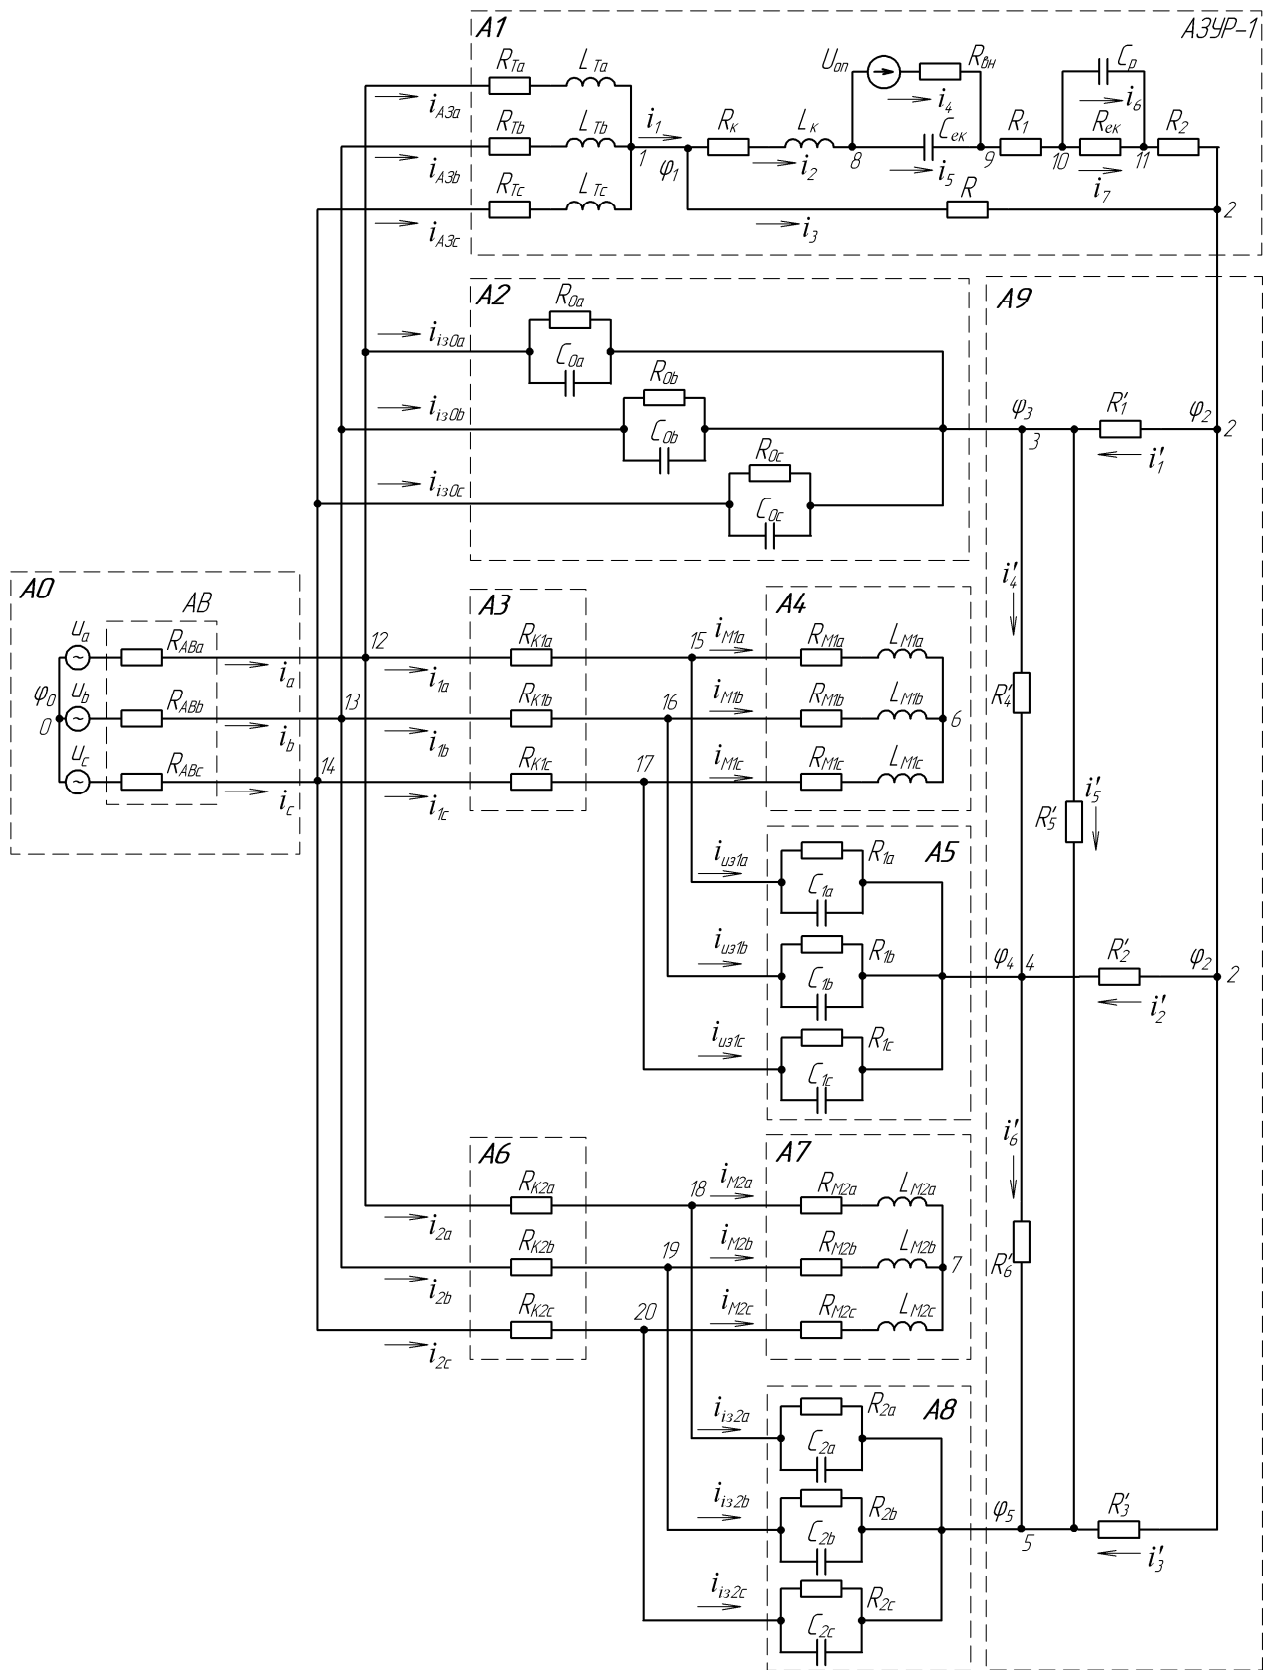 A1 АЗУР-1
R_Ta L_Ta U_оп R_вн C_p
i_АЗa i_4 i_6
R_Tb L_Tb i_1 R_к L_к C_ек R_1 R_ек R_2
i_АЗb 1 φ_1 i_2 8 i_5 9 10 i_7 11
R_Tc L_Tc R
i_АЗc i_3 2
A2 R_0a A9
i_із0a C_0a
R_0b
i_із0b C_0b φ_3 3 R'_1 φ_2 2
i'_1
R_0c
i_із0c C_0c
i'_4
A0 AB A3 A4
u_a R_ABa 12 R_K1a 15 i_M1a R_M1a L_M1a
i_a i_1a
φ_0 0 u_b R_ABb 13 R_K1b 16 i_M1b R_M1b L_M1b 6 R'_4
i_b i_1b
u_c R_ABc 14 R_K1c 17 i_M1c R_M1c L_M1c
i_c i_1c
R'_5 i'_5
i_из1a R_1a A5
C_1a
i_из1b R_1b φ_4 4 R'_2 φ_2 2
C_1b i'_2
i_из1c R_1c
C_1c
i'_6
A6 A7
R_K2a 18 i_M2a R_M2a L_M2a
i_2a
R_K2b 19 i_M2b R_M2b L_M2b 7 R'_6
i_2b
R_K2c 20 i_M2c R_M2c L_M2c
i_2c
i_із2a R_2a A8
C_2a
i_із2b R_2b φ_5 5 R'_3
C_2b i'_3
i_із2c R_2c
C_2c